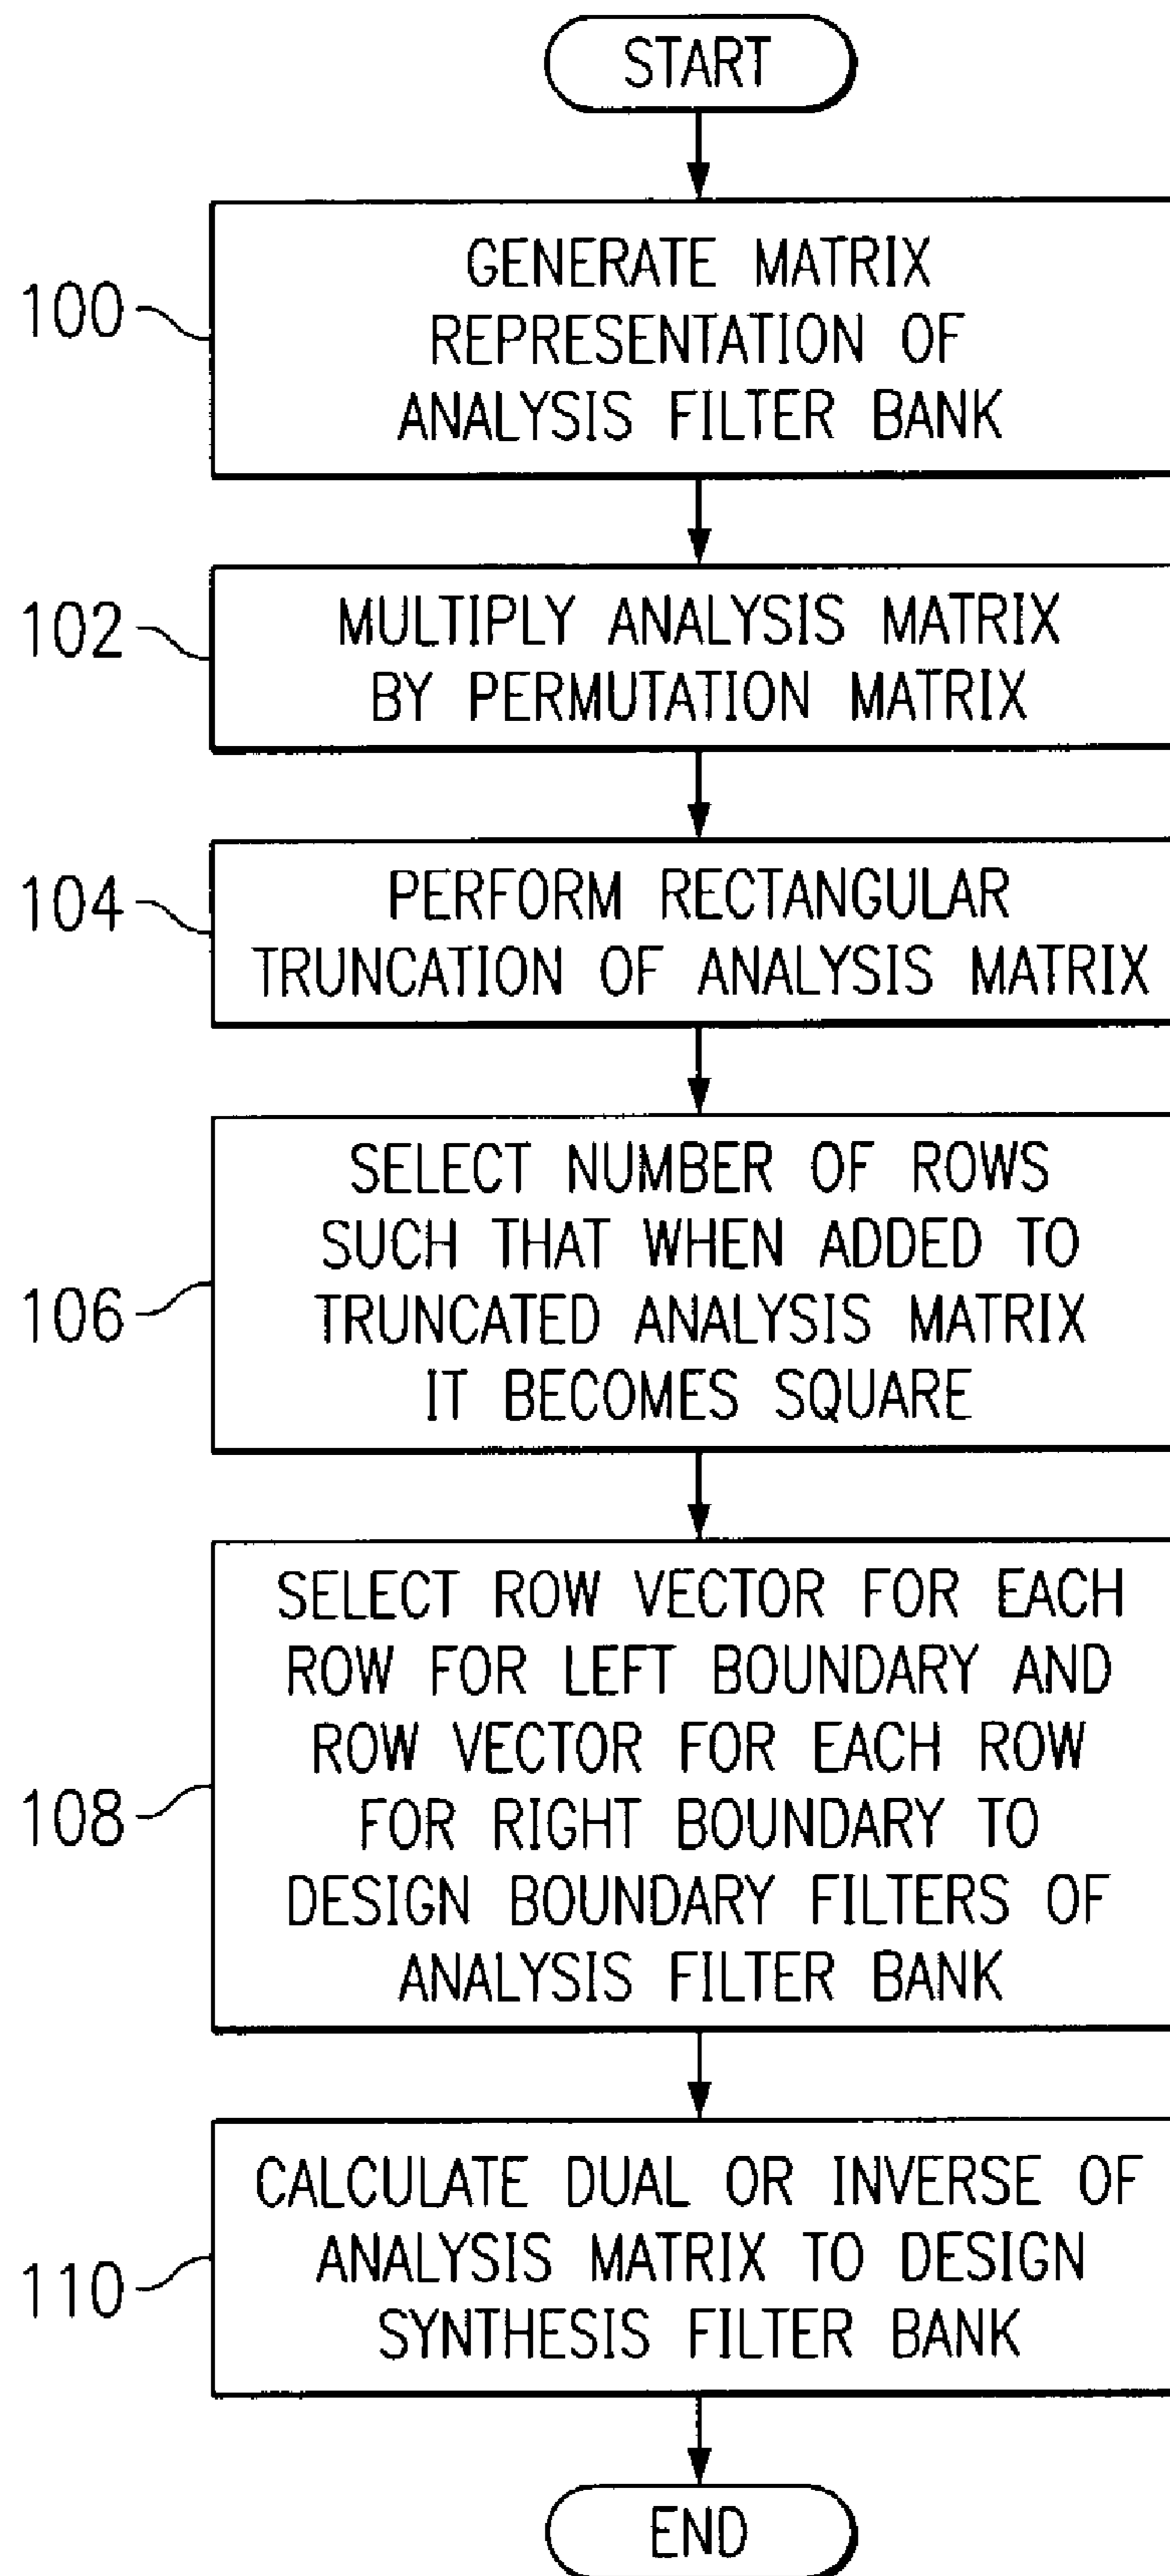 START
100
GENERATE MATRIX
REPRESENTATION OF
ANALYSIS FILTER BANK
102
MULTIPLY ANALYSIS MATRIX
BY PERMUTATION MATRIX
104
PERFORM RECTANGULAR
TRUNCATION OF ANALYSIS MATRIX
106
SELECT NUMBER OF ROWS
SUCH THAT WHEN ADDED TO
TRUNCATED ANALYSIS MATRIX
IT BECOMES SQUARE
108
SELECT ROW VECTOR FOR EACH
ROW FOR LEFT BOUNDARY AND
ROW VECTOR FOR EACH ROW
FOR RIGHT BOUNDARY TO
DESIGN BOUNDARY FILTERS OF
ANALYSIS FILTER BANK
110
CALCULATE DUAL OR INVERSE OF
ANALYSIS MATRIX TO DESIGN
SYNTHESIS FILTER BANK
END